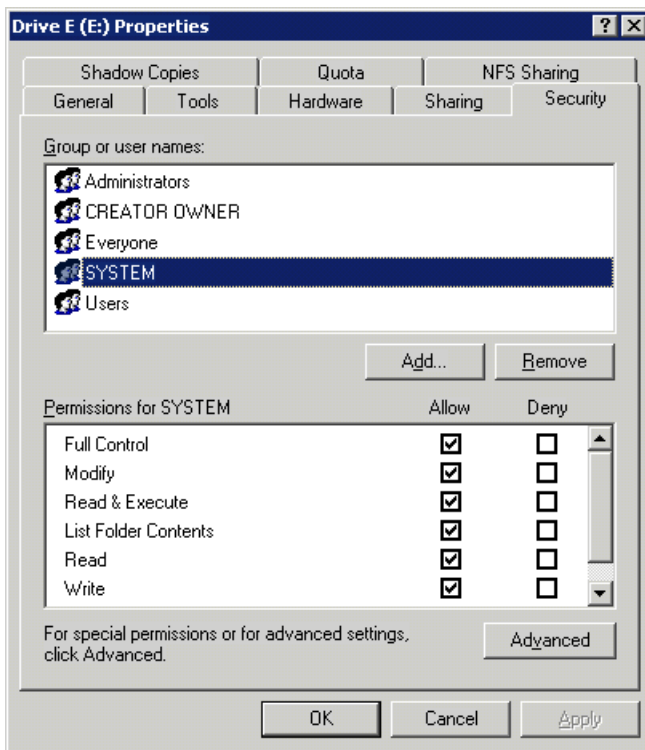 Drive E (E:) Properties
Shadow Copies Quota NFS Sharing
General Tools Hardware Sharing Security
Group or user names:
Administrators
CREATOR OWNER
Everyone
SYSTEM
Users
Add... Remove
Permissions for SYSTEM Allow Deny
Full Control
Modify
Read & Execute
List Folder Contents
Read
Write
For special permissions or for advanced settings,
click Advanced.
Advanced
OK Cancel Apply